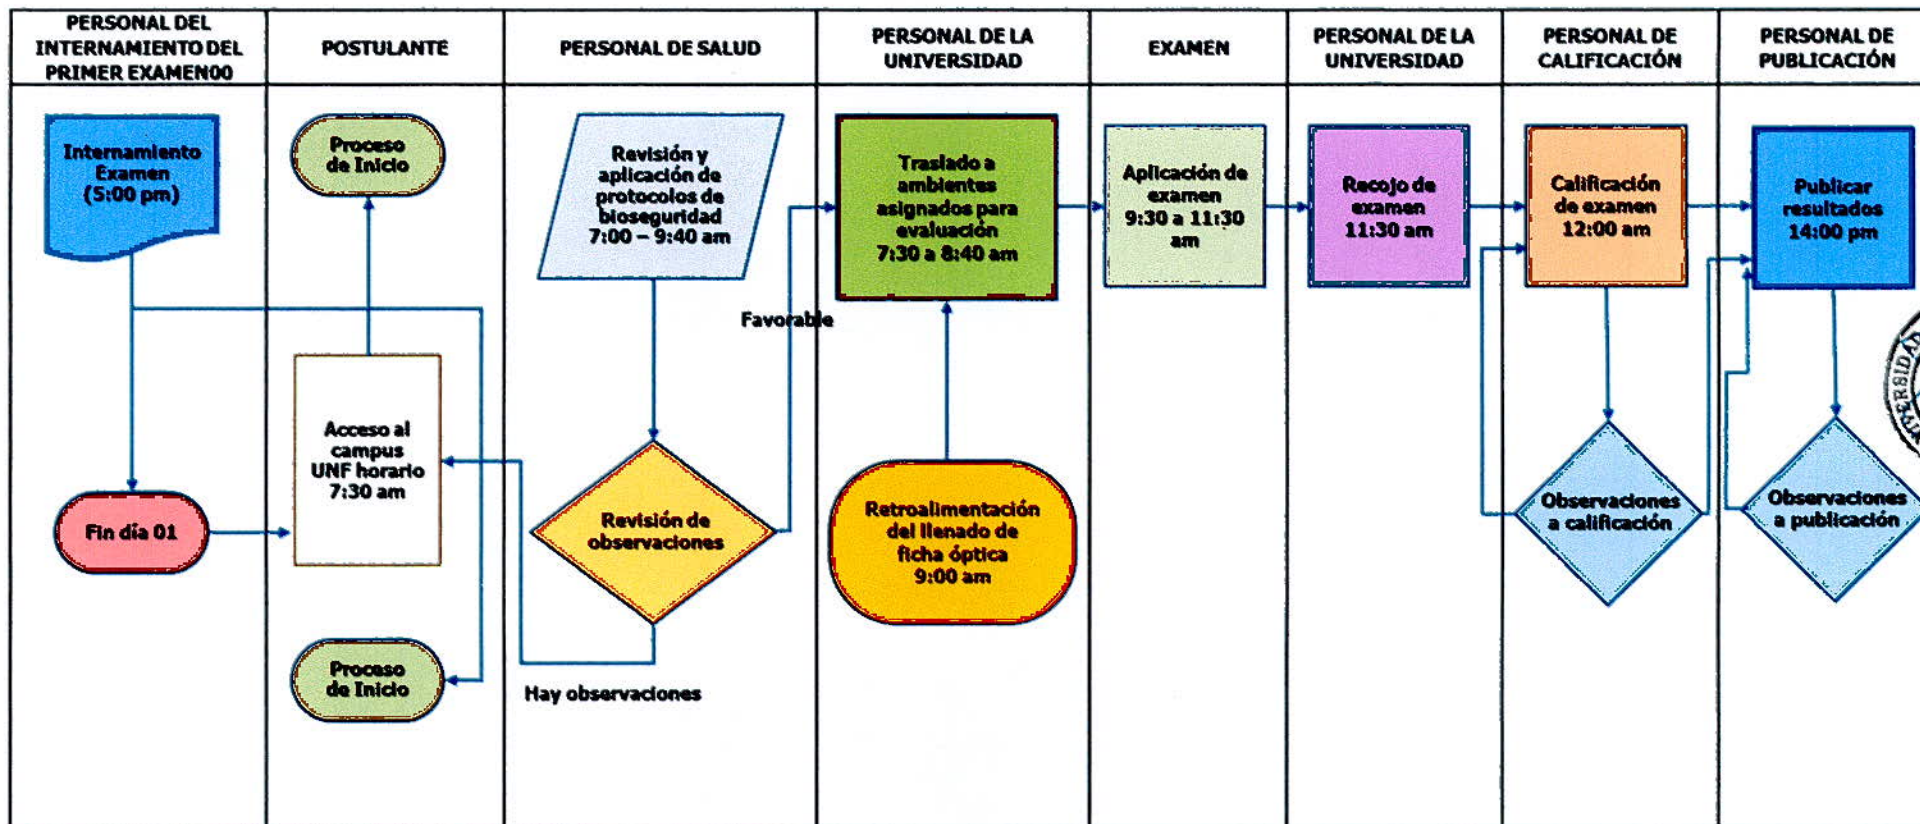 PERSONAL DEL
INTERNAMIENTO DEL
PRIMER EXAMEN00
POSTULANTE
PERSONAL DE SALUD
PERSONAL DE LA
UNIVERSIDAD
EXAMEN
PERSONAL DE LA
UNIVERSIDAD
PERSONAL DE
CALIFICACIÓN
PERSONAL DE
PUBLICACIÓN
Internamiento
Examen
(5:00 pm)
Fin día 01
Proceso
de Inicio
Acceso al
campus
UNF horario
7:30 am
Proceso
de Inicio
Revisión y
aplicación de
protocolos de
bioseguridad
7:00 – 9:40 am
Revisión de
observaciones
Hay observaciones
Favorable
Traslado a
ambientes
asignados para
evaluación
7:30 a 8:40 am
Retroalimentación
del llenado de
ficha óptica
9:00 am
Aplicación de
examen
9:30 a 11:30
am
Recojo de
examen
11:30 am
Calificación
de examen
12:00 am
Observaciones
a calificación
Publicar
resultados
14:00 pm
Observaciones
a publicación